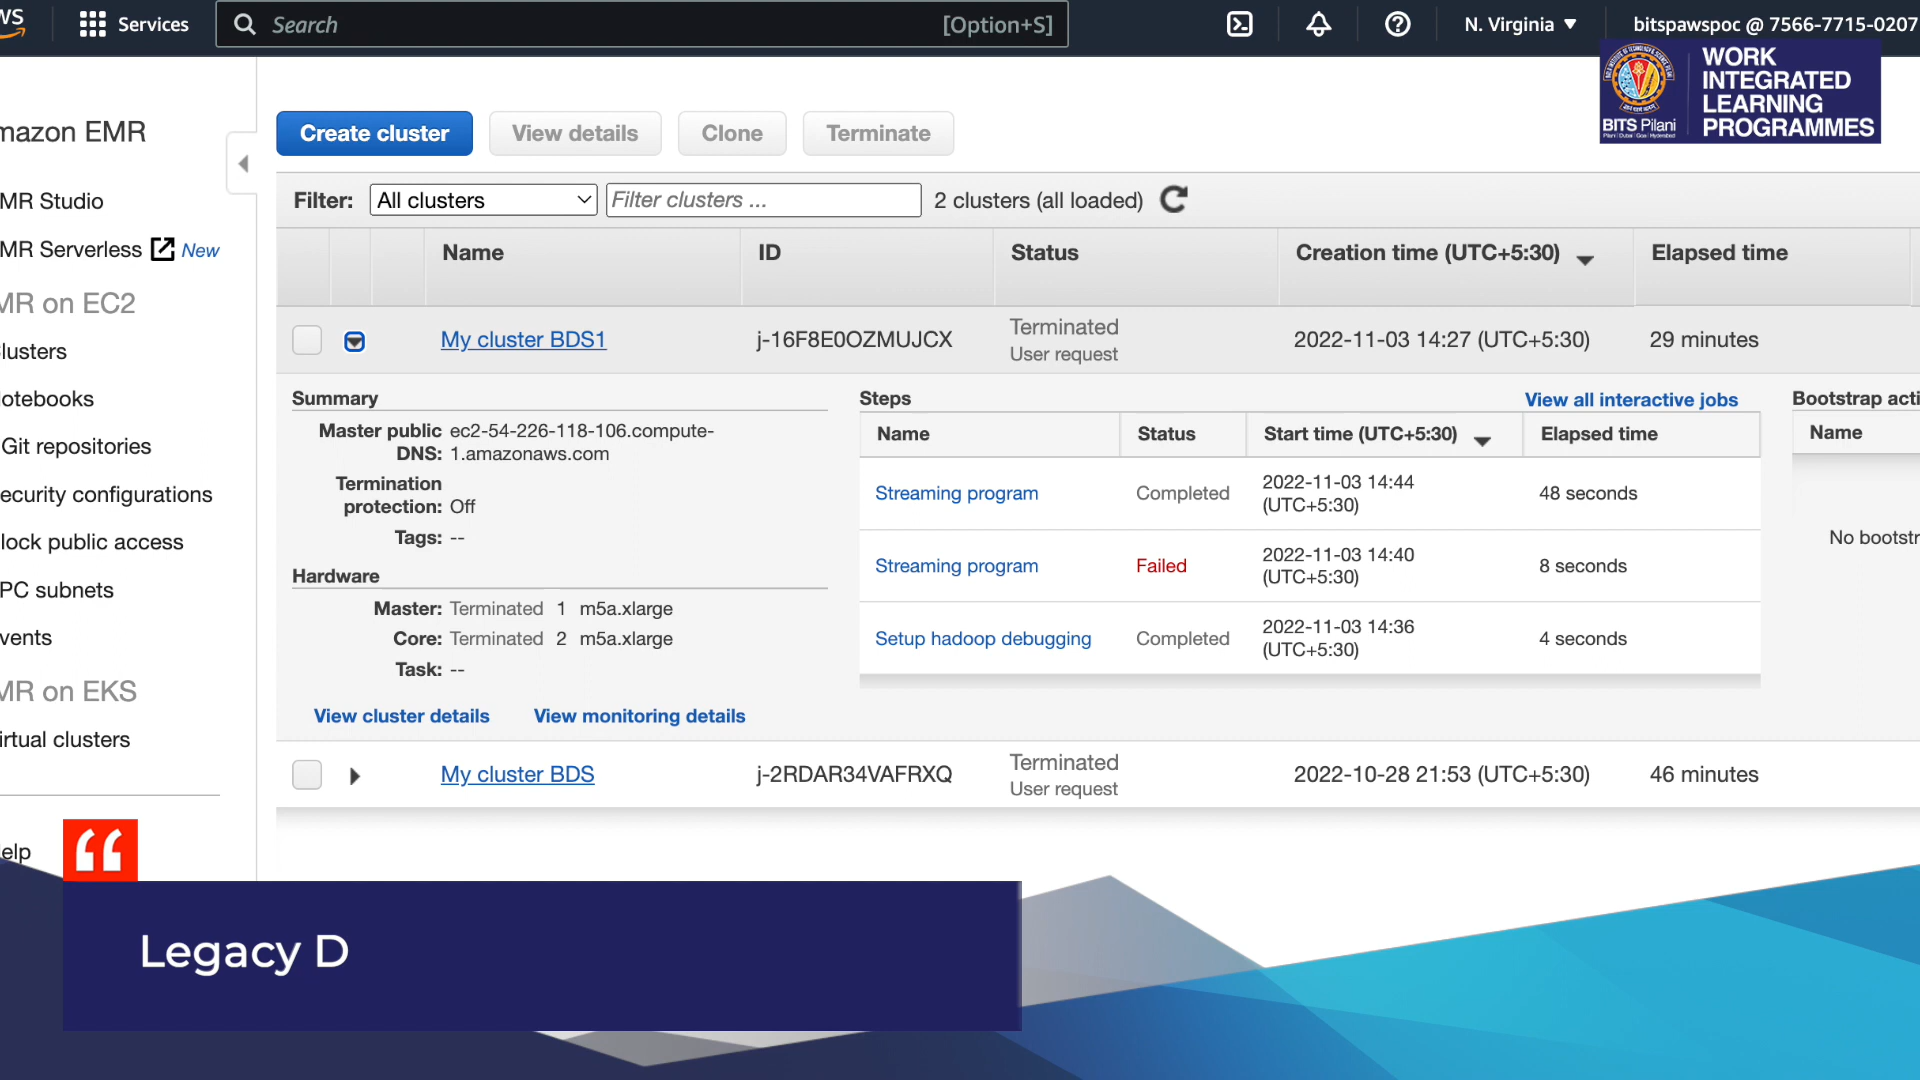 WS
Services
Search
[Option+S]
N. Virginia
bitspawspoc @ 7566-7715-0207
BITS Pilani
WORK
INTEGRATED
LEARNING
PROGRAMMES
mazon EMR
MR Studio
MR Serverless New
MR on EC2
lusters
otebooks
Git repositories
ecurity configurations
lock public access
PC subnets
vents
MR on EKS
irtual clusters
elp
Create cluster View details Clone Terminate
Filter: All clusters Filter clusters ... 2 clusters (all loaded)
Name ID Status Creation time (UTC+5:30) Elapsed time
My cluster BDS1 j-16F8E0OZMUJCX Terminated 2022-11-03 14:27 (UTC+5:30) 29 minutes
User request
Summary
Master public DNS: ec2-54-226-118-106.compute-
1.amazonaws.com
Termination
protection: Off
Tags: --
Hardware
Master: Terminated 1 m5a.xlarge
Core: Terminated 2 m5a.xlarge
Task: --
View cluster details View monitoring details
Steps View all interactive jobs
Name Status Start time (UTC+5:30) Elapsed time
Streaming program Completed 2022-11-03 14:44 (UTC+5:30) 48 seconds
Streaming program Failed 2022-11-03 14:40 (UTC+5:30) 8 seconds
Setup hadoop debugging Completed 2022-11-03 14:36 (UTC+5:30) 4 seconds
Bootstrap acti
Name
No bootstr
My cluster BDS j-2RDAR34VAFRXQ Terminated 2022-10-28 21:53 (UTC+5:30) 46 minutes
User request
Legacy D